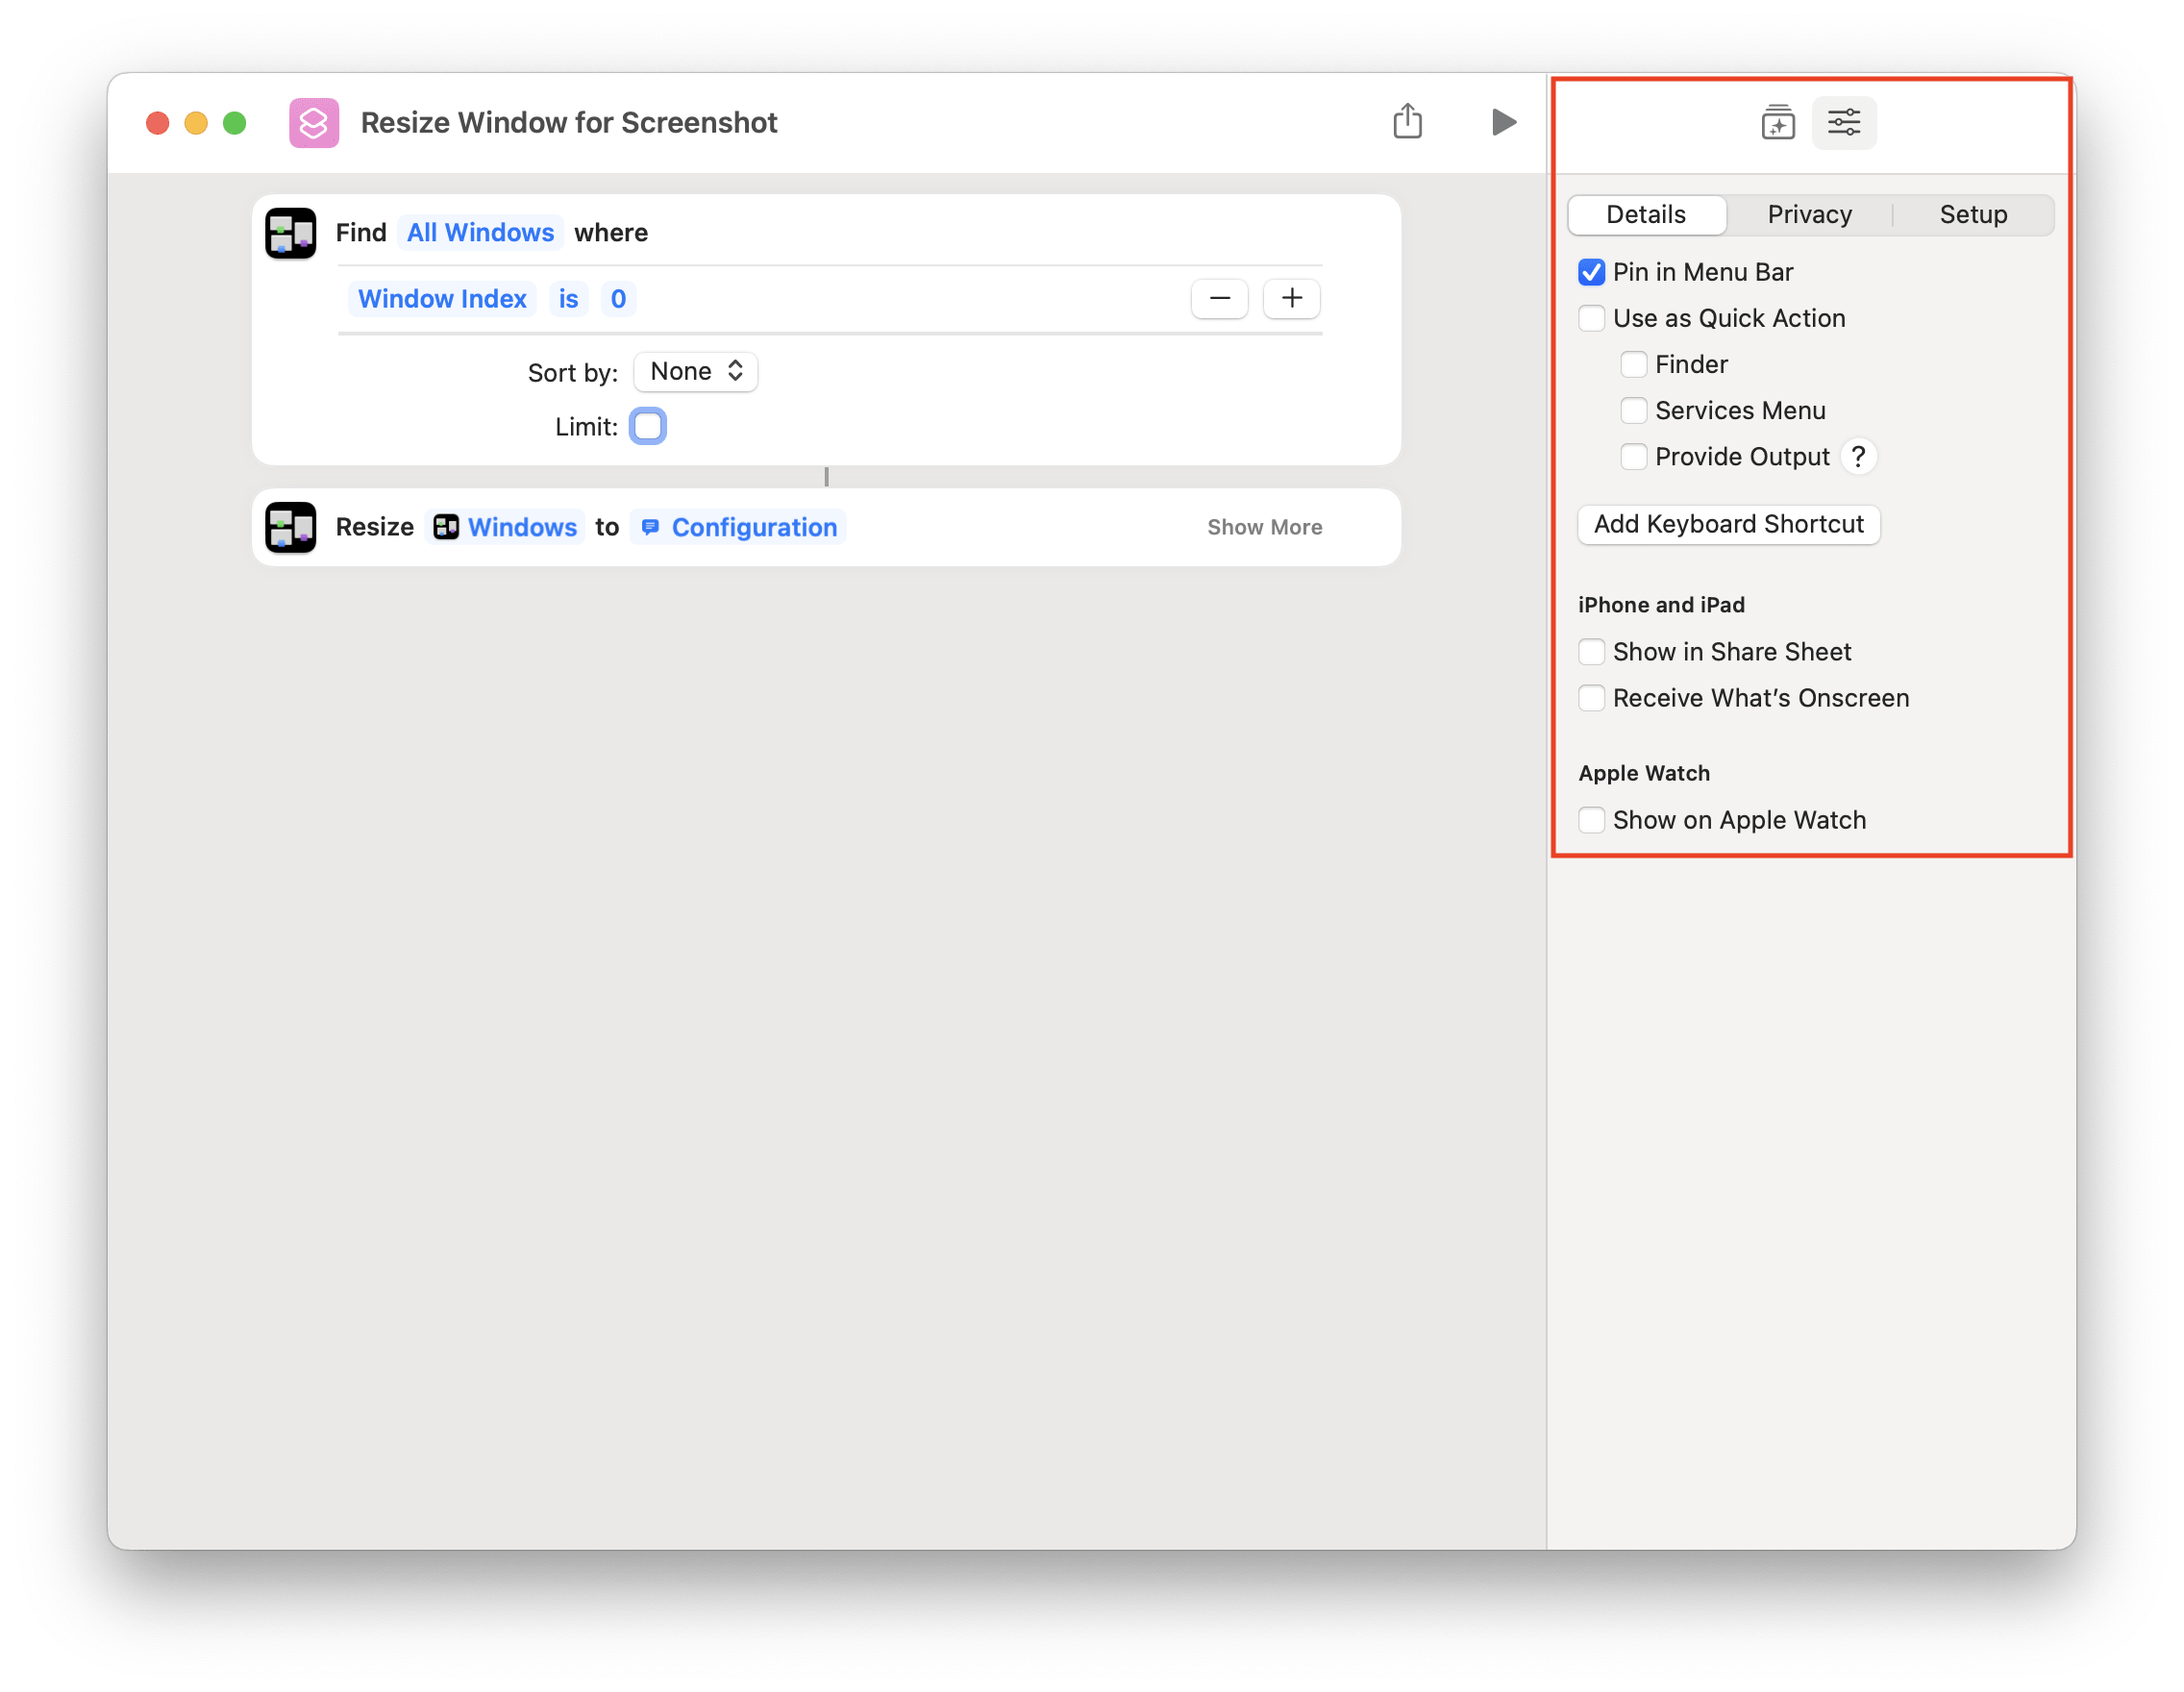 Resize Window for Screenshot
Find All Windows where
Window Index is 0
Sort by: None
Limit:
Resize Windows to Configuration Show More
Details Privacy Setup
Pin in Menu Bar
Use as Quick Action
Finder
Services Menu
Provide Output ?
Add Keyboard Shortcut
iPhone and iPad
Show in Share Sheet
Receive What’s Onscreen
Apple Watch
Show on Apple Watch